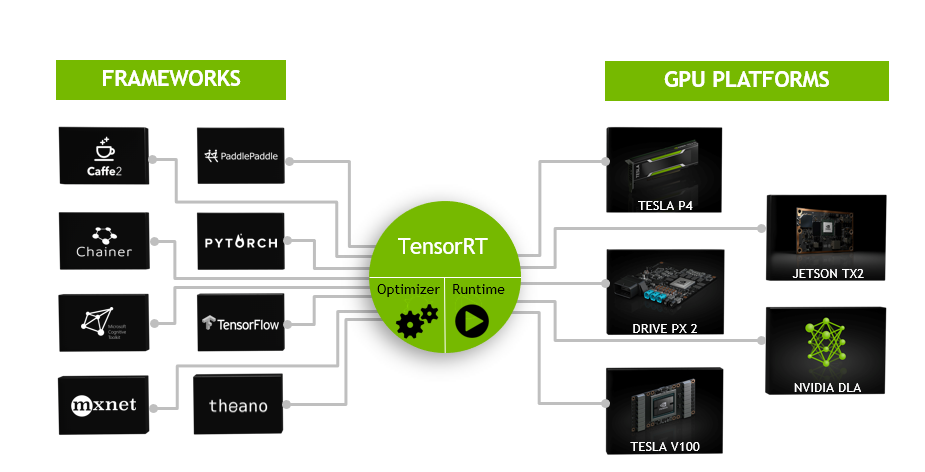 FRAMEWORKS
GPU PLATFORMS
Caffe2
PaddlePaddle
Chainer
PYTORCH
Microsoft
Cognitive
Toolkit
TensorFlow
mxnet
theano
TensorRT
Optimizer
Runtime
TESLA
TESLA P4
JETSON TX2
DRIVE PX 2
NVIDIA DLA
TESLA V100